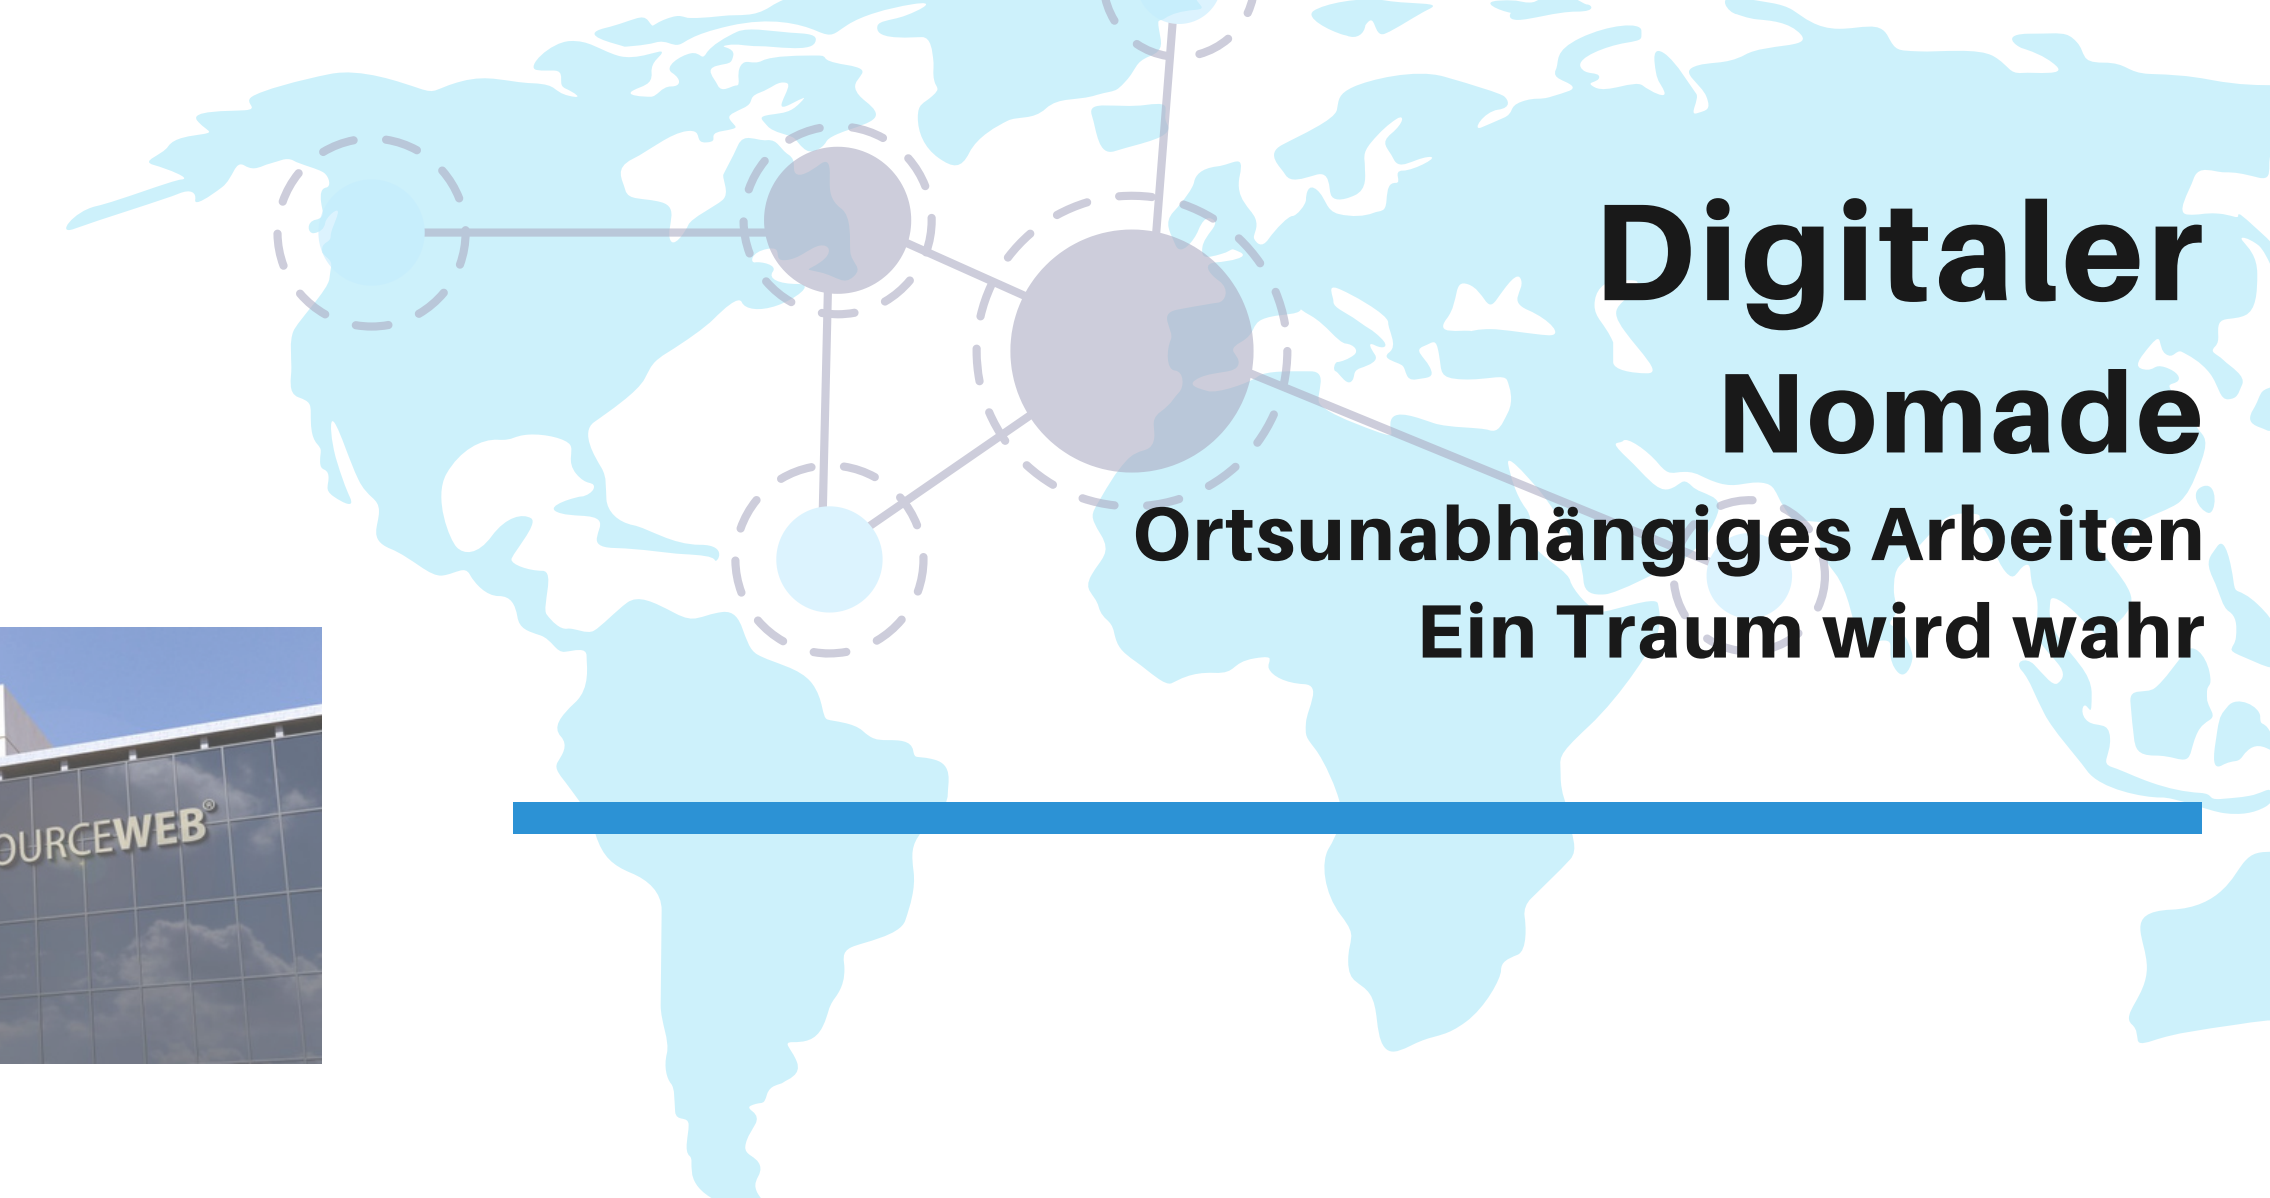 Digitaler
Nomade
Ortsunabhängiges Arbeiten
Ein Traum wird wahr
OURCEWEB®